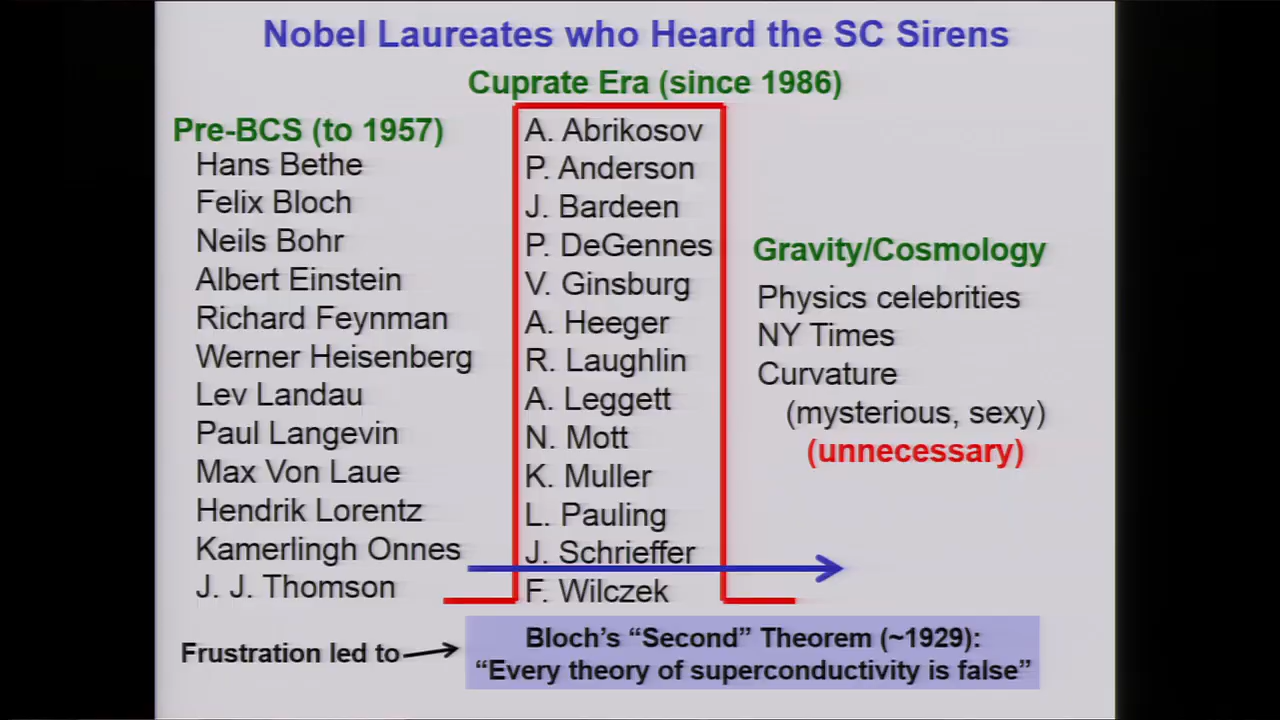 Nobel Laureates who Heard the SC Sirens
Cuprate Era (since 1986)
Pre-BCS (to 1957)
Hans Bethe
Felix Bloch
Neils Bohr
Albert Einstein
Richard Feynman
Werner Heisenberg
Lev Landau
Paul Langevin
Max Von Laue
Hendrik Lorentz
Kamerlingh Onnes
J. J. Thomson
A. Abrikosov
P. Anderson
J. Bardeen
P. DeGennes
V. Ginsburg
A. Heeger
R. Laughlin
A. Leggett
N. Mott
K. Muller
L. Pauling
J. Schrieffer
F. Wilczek
Gravity/Cosmology
Physics celebrities
NY Times
Curvature
(mysterious, sexy)
(unnecessary)
Frustration led to
Bloch's “Second” Theorem (~1929):
“Every theory of superconductivity is false”